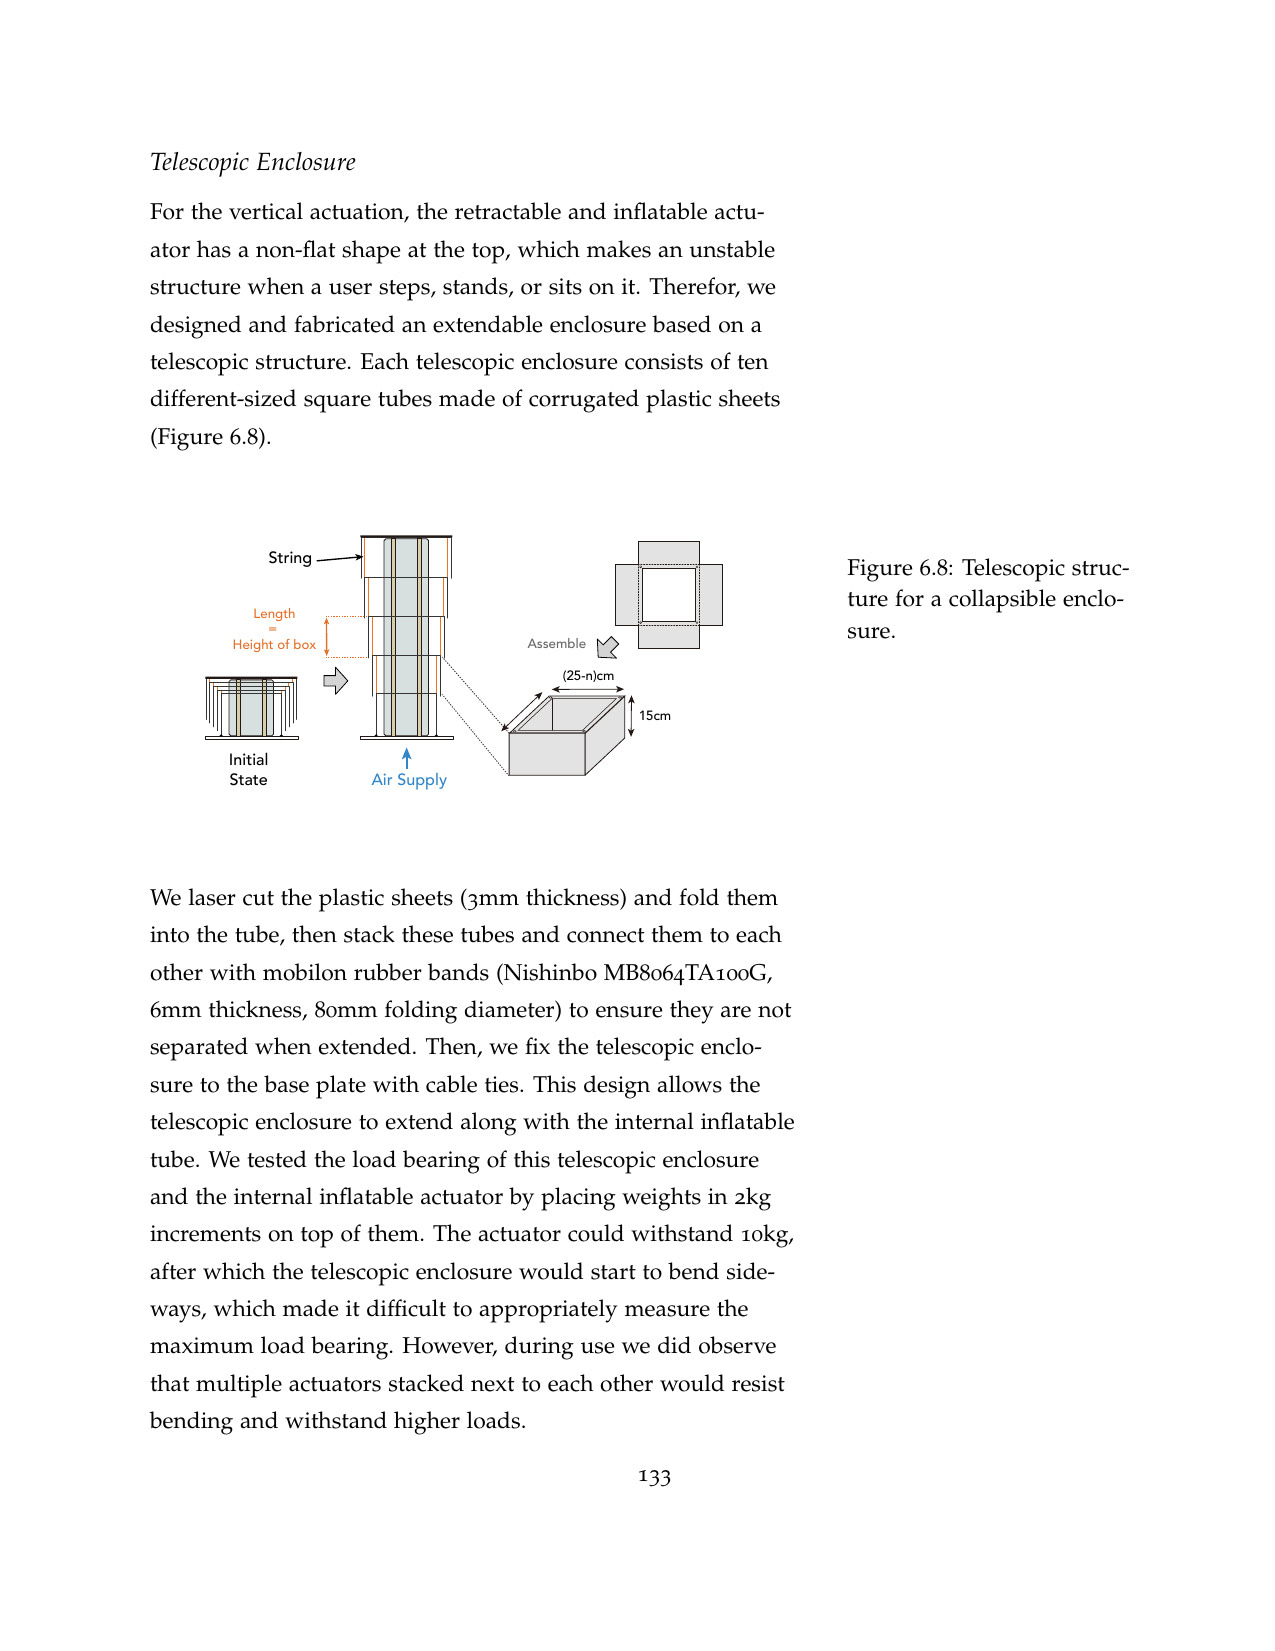 Telescopic Enclosure
For the vertical actuation, the retractable and inflatable actu-
ator has a non-flat shape at the top, which makes an unstable
structure when a user steps, stands, or sits on it. Therefor, we
designed and fabricated an extendable enclosure based on a
telescopic structure. Each telescopic enclosure consists of ten
different-sized square tubes made of corrugated plastic sheets
(Figure 6.8).
String
Length
=
Height of box
Initial
State
Air Supply
Assemble
(25-n)cm
15cm
Figure 6.8: Telescopic struc-
ture for a collapsible enclo-
sure.
We laser cut the plastic sheets (3mm thickness) and fold them
into the tube, then stack these tubes and connect them to each
other with mobilon rubber bands (Nishinbo MB8064TA100G,
6mm thickness, 80mm folding diameter) to ensure they are not
separated when extended. Then, we fix the telescopic enclo-
sure to the base plate with cable ties. This design allows the
telescopic enclosure to extend along with the internal inflatable
tube. We tested the load bearing of this telescopic enclosure
and the internal inflatable actuator by placing weights in 2kg
increments on top of them. The actuator could withstand 10kg,
after which the telescopic enclosure would start to bend side-
ways, which made it difficult to appropriately measure the
maximum load bearing. However, during use we did observe
that multiple actuators stacked next to each other would resist
bending and withstand higher loads.
133